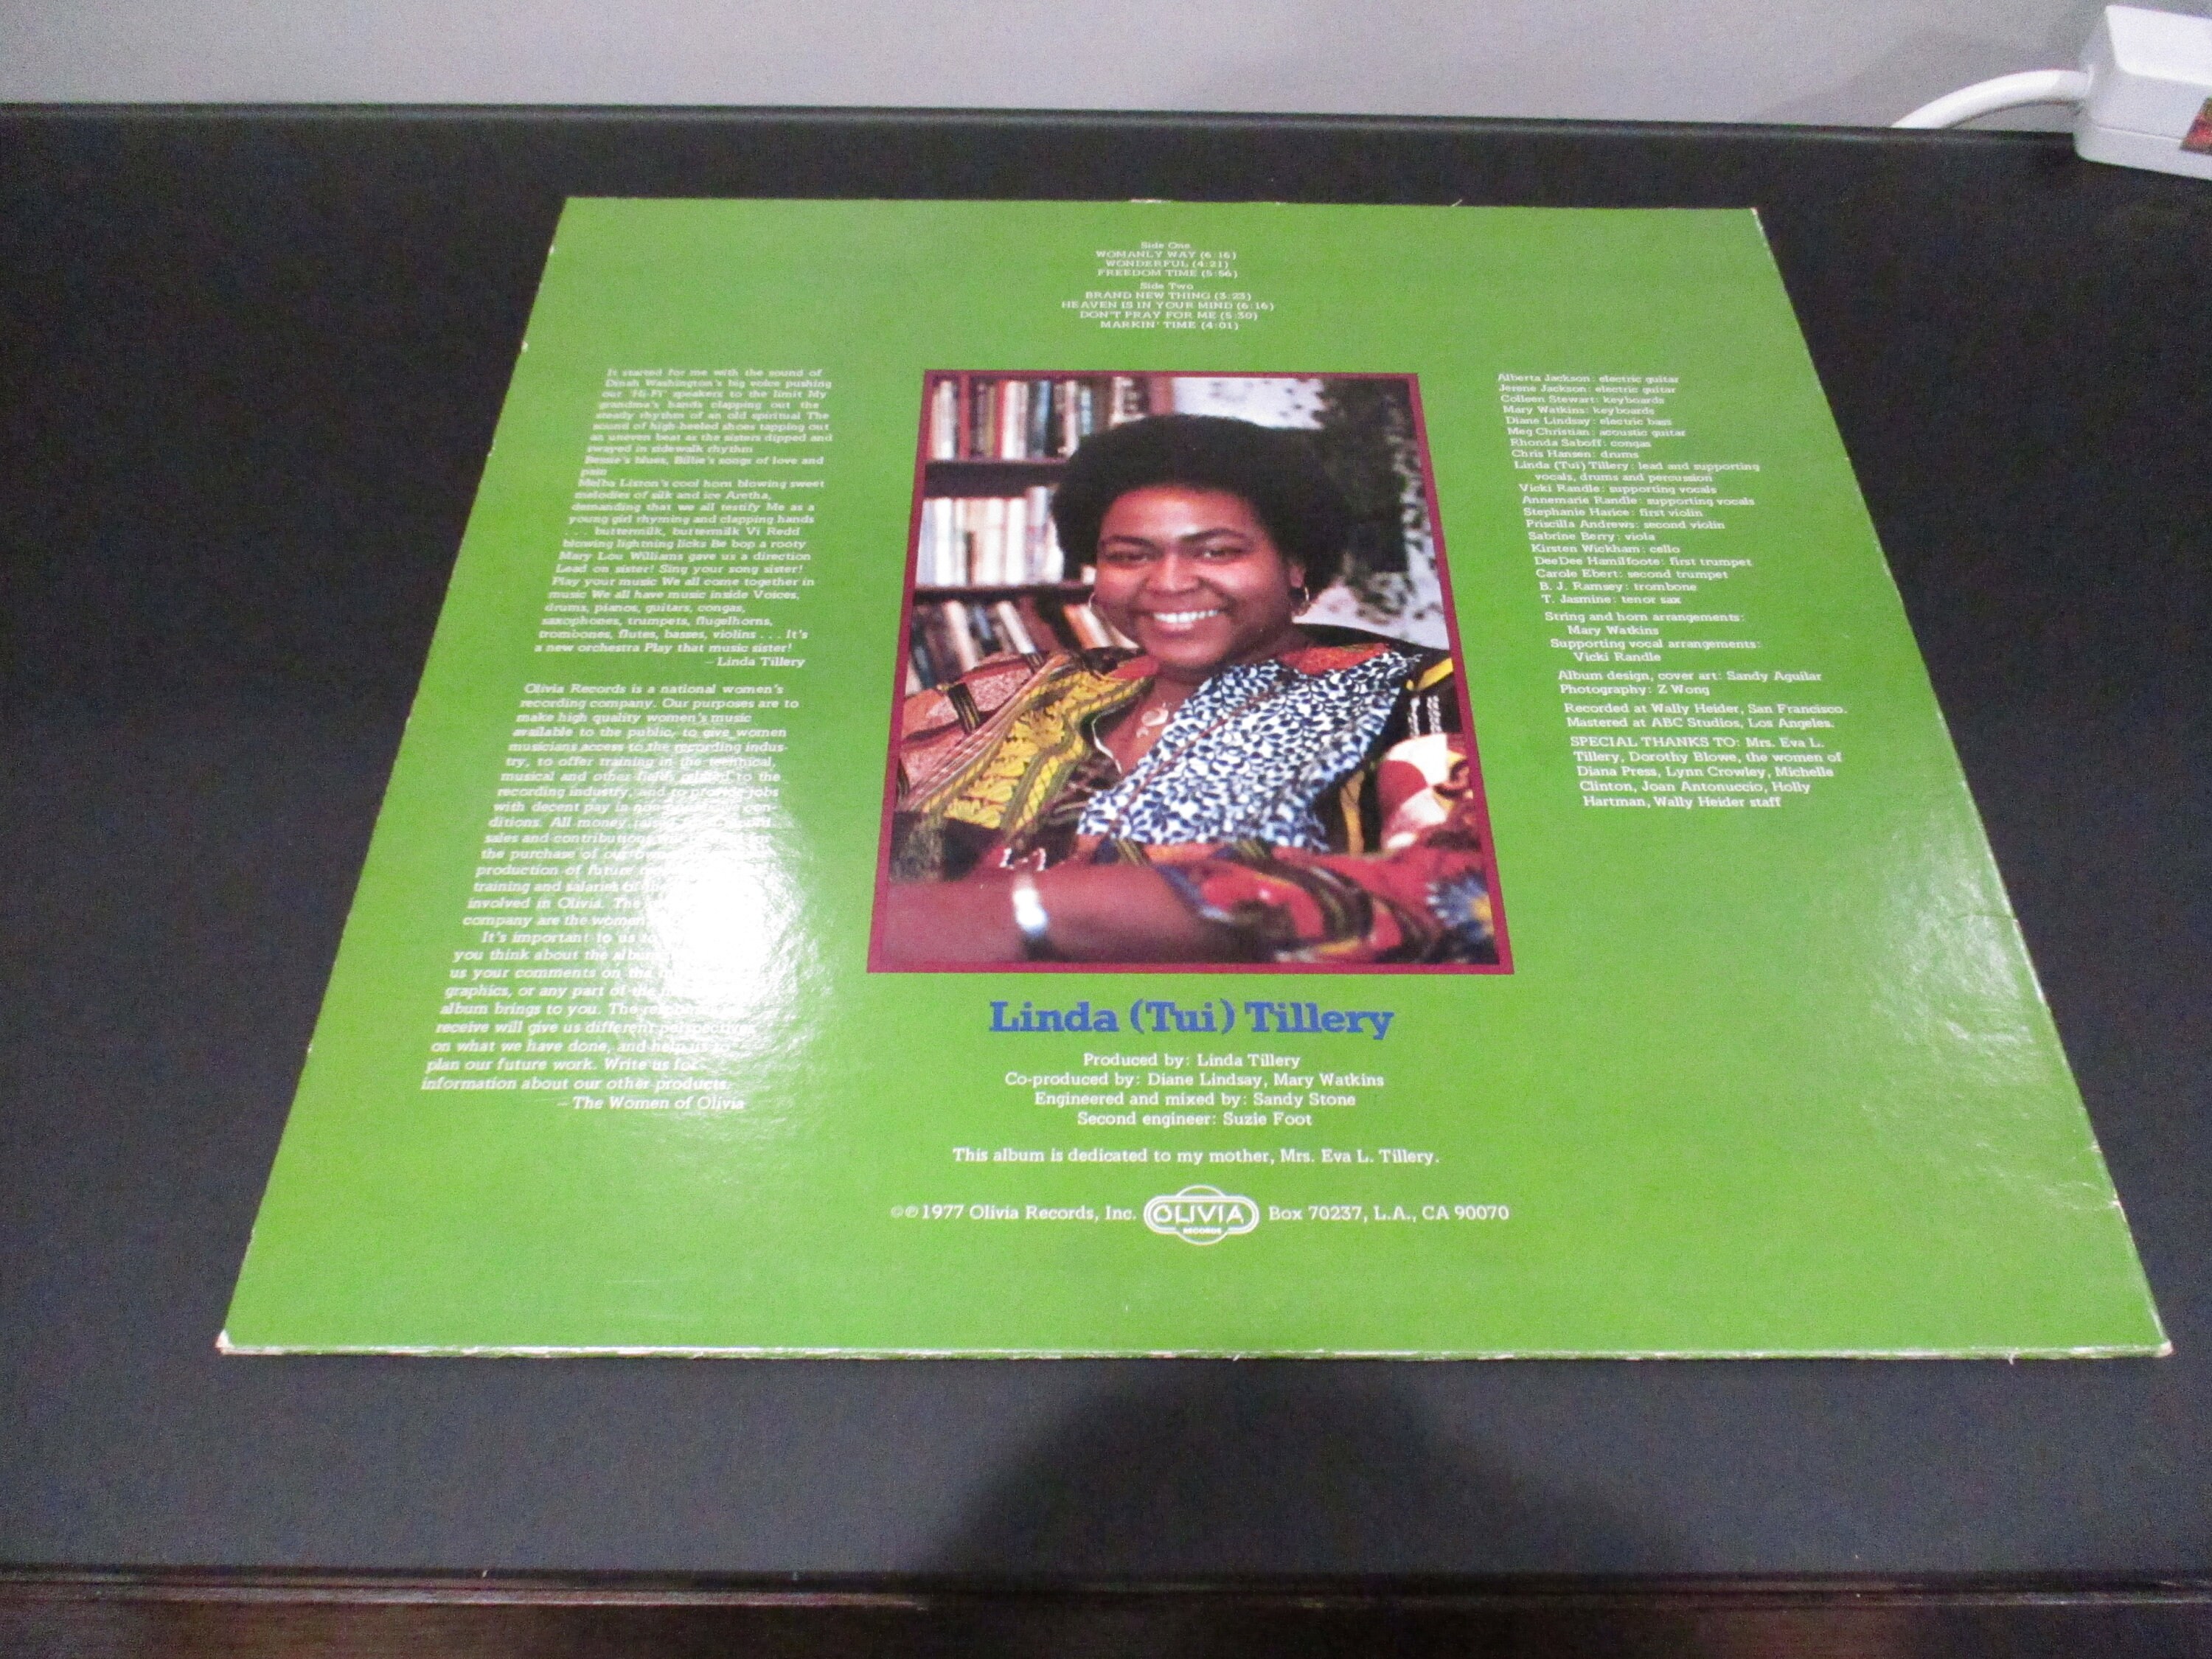 Side One
WOMANLY WAY (6:16)
WONDERFUL (4:21)
FREEDOM TIME (5:56)
Side Two
BRAND NEW THING (3:23)
HEAVEN IS IN YOUR MIND (6:16)
DON'T PRAY FOR ME (5:30)
MARKIN' TIME (4:01)
It started for me with the sound of
Dinah Washington's big voice pushing
our 'Hi-Fi' speakers to the limit My
grandma's hands clapping out the
steady rhythm of an old spiritual The
sound of high-heeled shoes tapping out
an uneven beat as the sisters dipped and
swayed in sidewalk rhythm
Bessie's blues, Billie's songs of love and
pain
Melba Liston's cool horn blowing sweet
melodies of silk and ice Aretha,
demanding that we all testify Me as a
young girl rhyming and clapping hands
. . . buttermilk, buttermilk Vi Redd
blowing lightning licks Be bop a rooty
Mary Lou Williams gave us a direction
Lead on sister! Sing your song sister!
Play your music We all come together in
music We all have music inside Voices,
drums, pianos, guitars, congas,
saxophones, trumpets, flugelhorns,
trombones, flutes, basses, violins . . . It's
a new orchestra Play that music sister!
– Linda Tillery
Olivia Records is a national women's
recording company. Our purposes are to
make high quality women's music
available to the public, to give women
musicians access to the recording indus-
try, to offer training in the technical,
musical and other fields related to the
recording industry, and to provide jobs
with decent pay in con-
ditions. All money
sales and contributions
the purchase of our own
production of future
training and salaries of
involved in Olivia. The
company are the women
It's important to us to
you think about the album
us your comments on the
graphics, or any part of the
album brings to you. The
receive will give us different perspectives
on what we have done, and help us to
plan our future work. Write us for
information about our other products.
– The Women of Olivia
Alberta Jackson: electric guitar
Jerene Jackson: electric guitar
Colleen Stewart: keyboards
Mary Watkins: keyboards
Diane Lindsay: electric bass
Meg Christian: acoustic guitar
Rhonda Saboff: congas
Chris Hansen: drums
Linda (Tui) Tillery: lead and supporting
vocals, drums and percussion
Vicki Randle: supporting vocals
Annemarie Randle: supporting vocals
Stephanie Harice: first violin
Priscilla Andrews: second violin
Sabrine Berry: viola
Kirsten Wickham: cello
DeeDee Hamilfoote: first trumpet
Carole Ebert: second trumpet
B. J. Ramsey: trombone
T. Jasmine: tenor sax
String and horn arrangements:
Mary Watkins
Supporting vocal arrangements:
Vicki Randle
Album design, cover art: Sandy Aguilar
Photography: Z Wong
Recorded at Wally Heider, San Francisco.
Mastered at ABC Studios, Los Angeles.
SPECIAL THANKS TO: Mrs. Eva L.
Tillery, Dorothy Blowe, the women of
Diana Press, Lynn Crowley, Michelle
Clinton, Joan Antonuccio, Holly
Hartman, Wally Heider staff
Linda (Tui) Tillery
Produced by: Linda Tillery
Co-produced by: Diane Lindsay, Mary Watkins
Engineered and mixed by: Sandy Stone
Second engineer: Suzie Foot
This album is dedicated to my mother, Mrs. Eva L. Tillery.
©℗1977 Olivia Records, Inc. OLIVIA RECORDS Box 70237, L.A., CA 90070